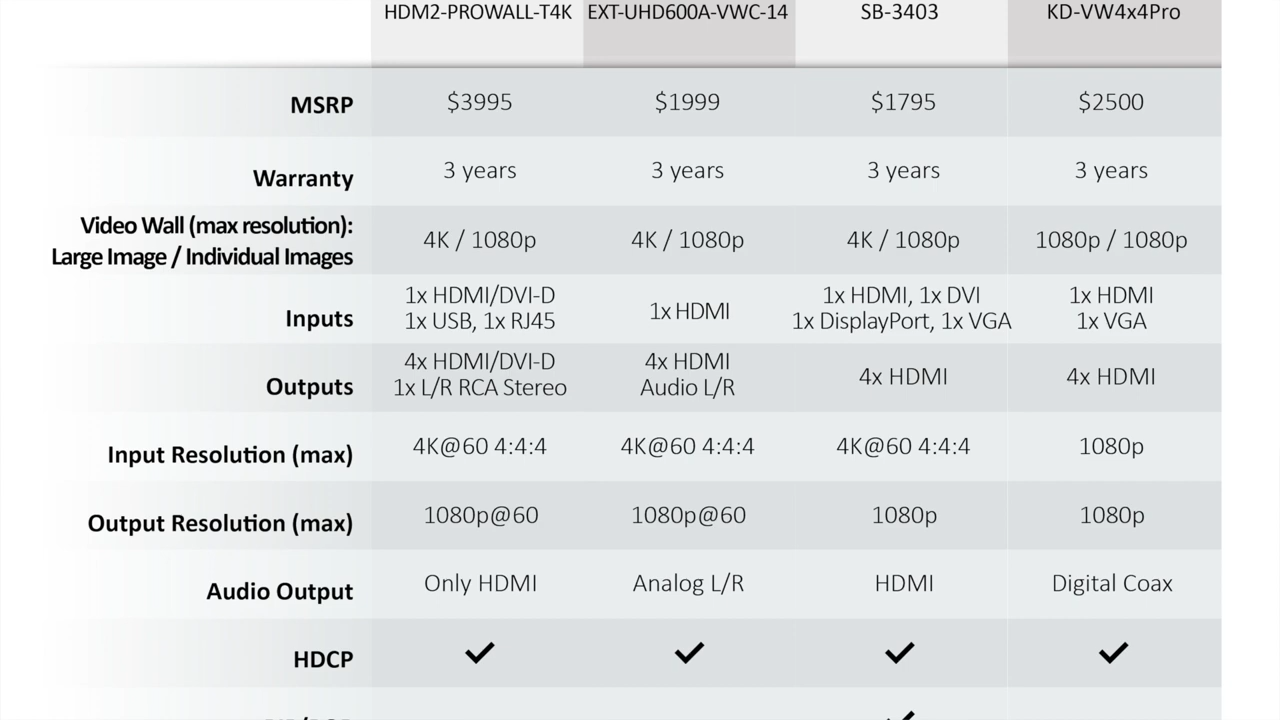 HDM2-PROWALL-T4K EXT-UHD600A-VWC-14 SB-3403 KD-VW4x4Pro
MSRP $3995 $1999 $1795 $2500
Warranty 3 years 3 years 3 years 3 years
Video Wall (max resolution):
Large Image / Individual Images 4K / 1080p 4K / 1080p 4K / 1080p 1080p / 1080p
Inputs
1x HDMI/DVI-D
1x USB, 1x RJ45
1x HDMI
1x HDMI, 1x DVI
1x DisplayPort, 1x VGA
1x HDMI
1x VGA
Outputs
4x HDMI/DVI-D
1x L/R RCA Stereo
4x HDMI
Audio L/R
4x HDMI
4x HDMI
Input Resolution (max) 4K@60 4:4:4 4K@60 4:4:4 4K@60 4:4:4 1080p
Output Resolution (max) 1080p@60 1080p@60 1080p 1080p
Audio Output Only HDMI Analog L/R HDMI Digital Coax
HDCP ✓ ✓ ✓ ✓